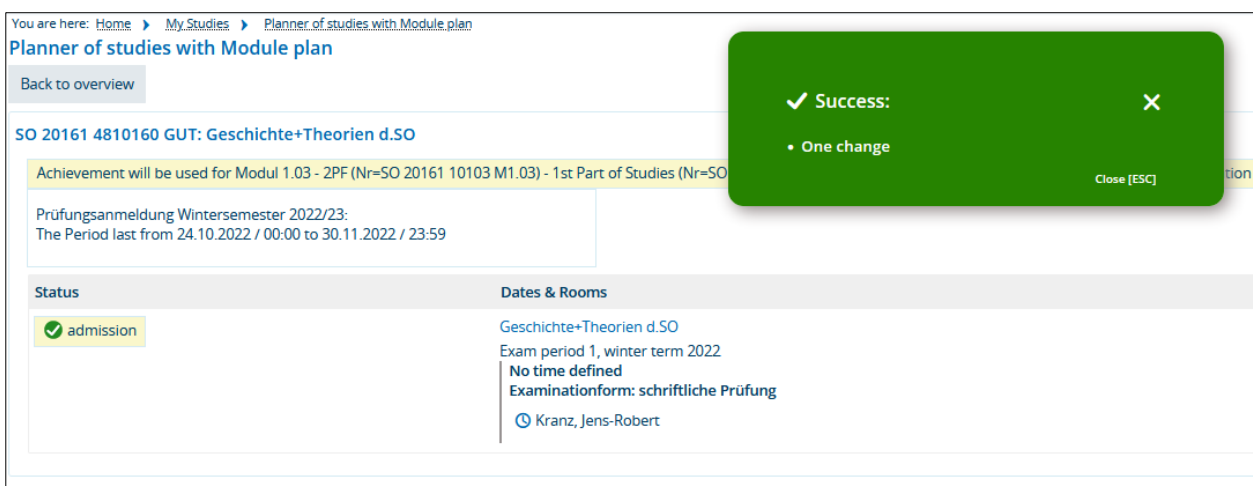 You are here: Home ❯ My Studies ❯ Planner of studies with Module plan
Planner of studies with Module plan
Back to overview
Success:
• One change
Close [ESC]
SO 20161 4810160 GUT: Geschichte+Theorien d.SO
Achievement will be used for Modul 1.03 - 2PF (Nr=SO 20161 10103 M1.03) - 1st Part of Studies (Nr=SO
Prüfungsanmeldung Wintersemester 2022/23:
The Period last from 24.10.2022 / 00:00 to 30.11.2022 / 23:59
Status Dates & Rooms
admission
Geschichte+Theorien d.SO
Exam period 1, winter term 2022
No time defined
Examinationform: schriftliche Prüfung
Kranz, Jens-Robert